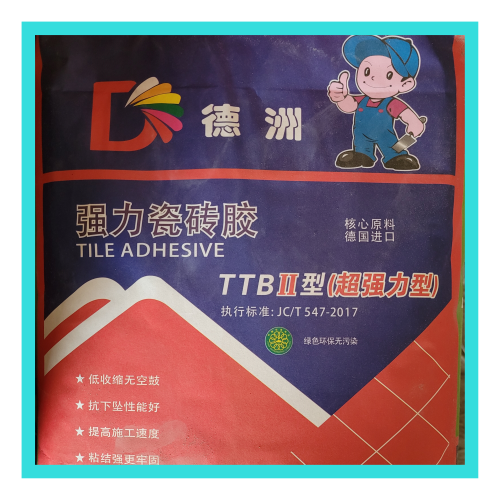 德洲
强力瓷砖胶
TILE ADHESIVE
核心原料
德国进口
TTBⅡ型(超强力型)
执行标准: JC/T 547-2017
绿色环保无污染
★ 低收缩无空鼓
★ 抗下坠性能好
★ 提高施工速度
★ 粘结强更牢固